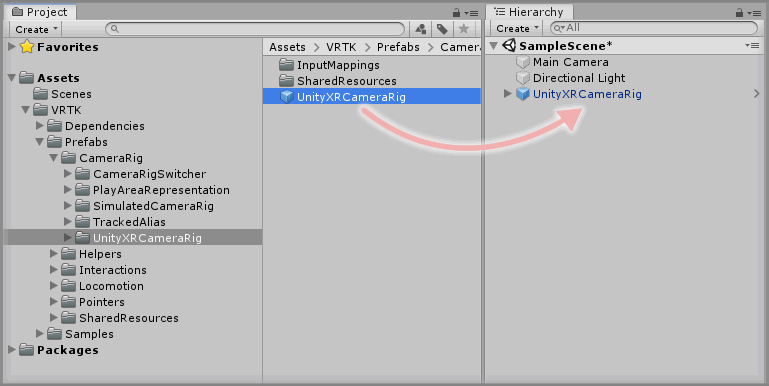 Project
Create
Favorites
Assets
Scenes
VRTK
Dependencies
Prefabs
CameraRig
CameraRigSwitcher
PlayAreaRepresentation
SimulatedCameraRig
TrackedAlias
UnityXRCameraRig
Helpers
Interactions
Locomotion
Pointers
SharedResources
Samples
Packages
Assets VRTK Prefabs Camera
InputMappings
SharedResources
UnityXRCameraRig
Hierarchy
Create All
SampleScene*
Main Camera
Directional Light
UnityXRCameraRig